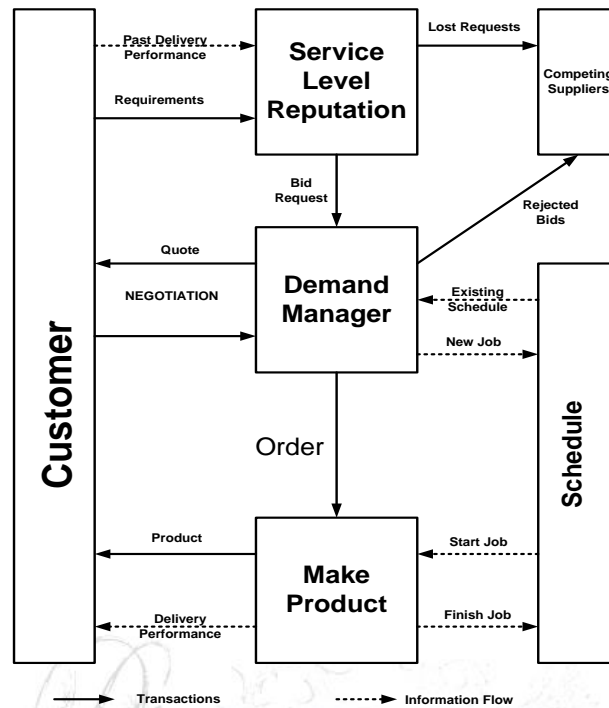 Past Delivery
Performance
Requirements
Service
Level
Reputation
Lost Requests
Competing
Suppliers
Bid
Request
Rejected
Bids
Quote
NEGOTIATION
Demand
Manager
Existing
Schedule
New Job
Customer
Schedule
Order
Product
Delivery
Performance
Make
Product
Start Job
Finish Job
Transactions
Information Flow